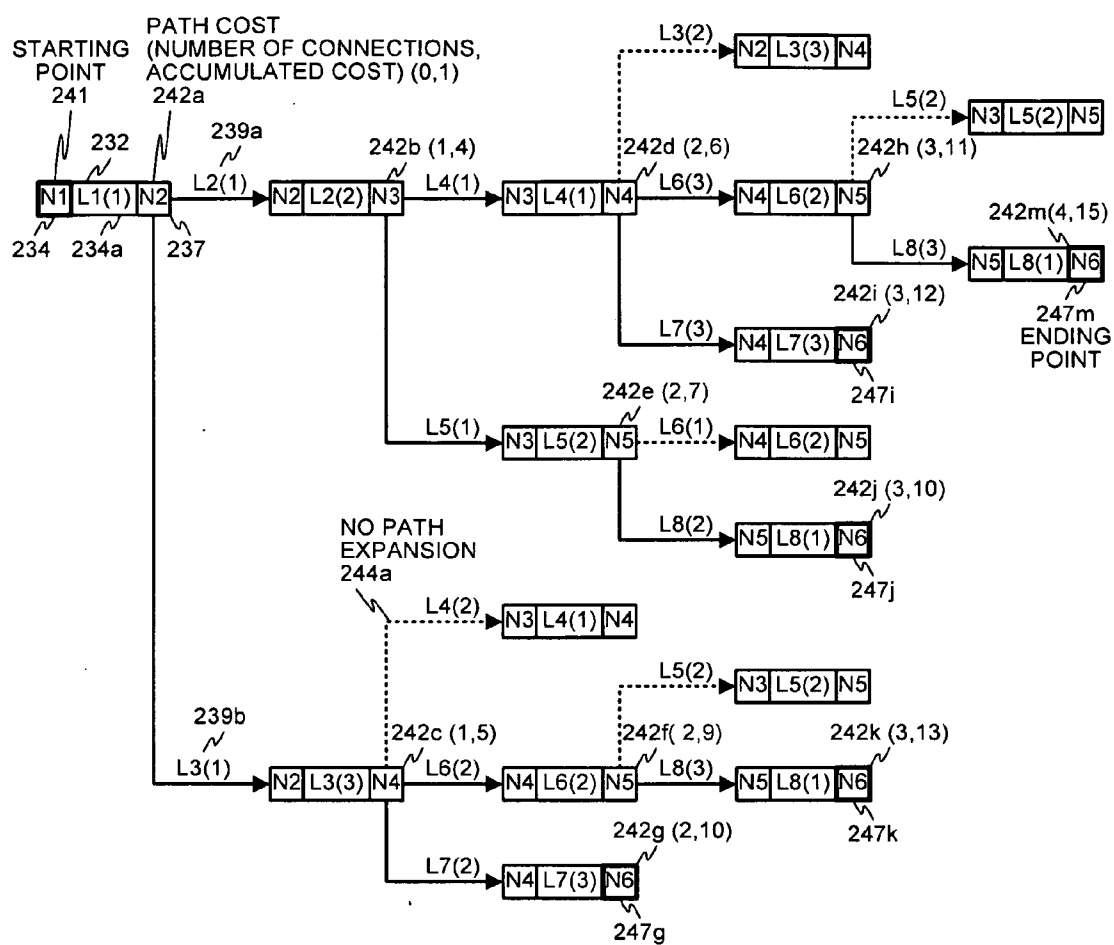 STARTING
POINT
241
PATH COST
(NUMBER OF CONNECTIONS,
ACCUMULATED COST) (0,1)
242a
232
239a
N1 L1(1) N2
234
234a
237
L2(1)
242b (1,4)
N2 L2(2) N3
L4(1)
242d (2,6)
N3 L4(1) N4
L3(2)
N2 L3(3) N4
L6(3)
242h (3,11)
N4 L6(2) N5
L5(2)
N3 L5(2) N5
L8(3)
242m(4,15)
N5 L8(1) N6
247m
ENDING
POINT
L7(3)
242i (3,12)
N4 L7(3) N6
247i
L5(1)
242e (2,7)
N3 L5(2) N5
L6(1)
N4 L6(2) N5
L8(2)
242j (3,10)
N5 L8(1) N6
247j
NO PATH
EXPANSION
244a
L4(2)
N3 L4(1) N4
239b
L3(1)
242c (1,5)
N2 L3(3) N4
L6(2)
242f( 2,9)
N4 L6(2) N5
L5(2)
N3 L5(2) N5
L8(3)
242k (3,13)
N5 L8(1) N6
247k
L7(2)
242g (2,10)
N4 L7(3) N6
247g